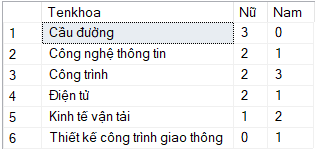 Tenkhoa Nữ Nam
1 Cầu đường 3 0
2 Công nghệ thông tin 2 1
3 Công trình 2 3
4 Điện tử 2 1
5 Kinh tế vận tải 1 2
6 Thiết kế công trình giao thông 0 1